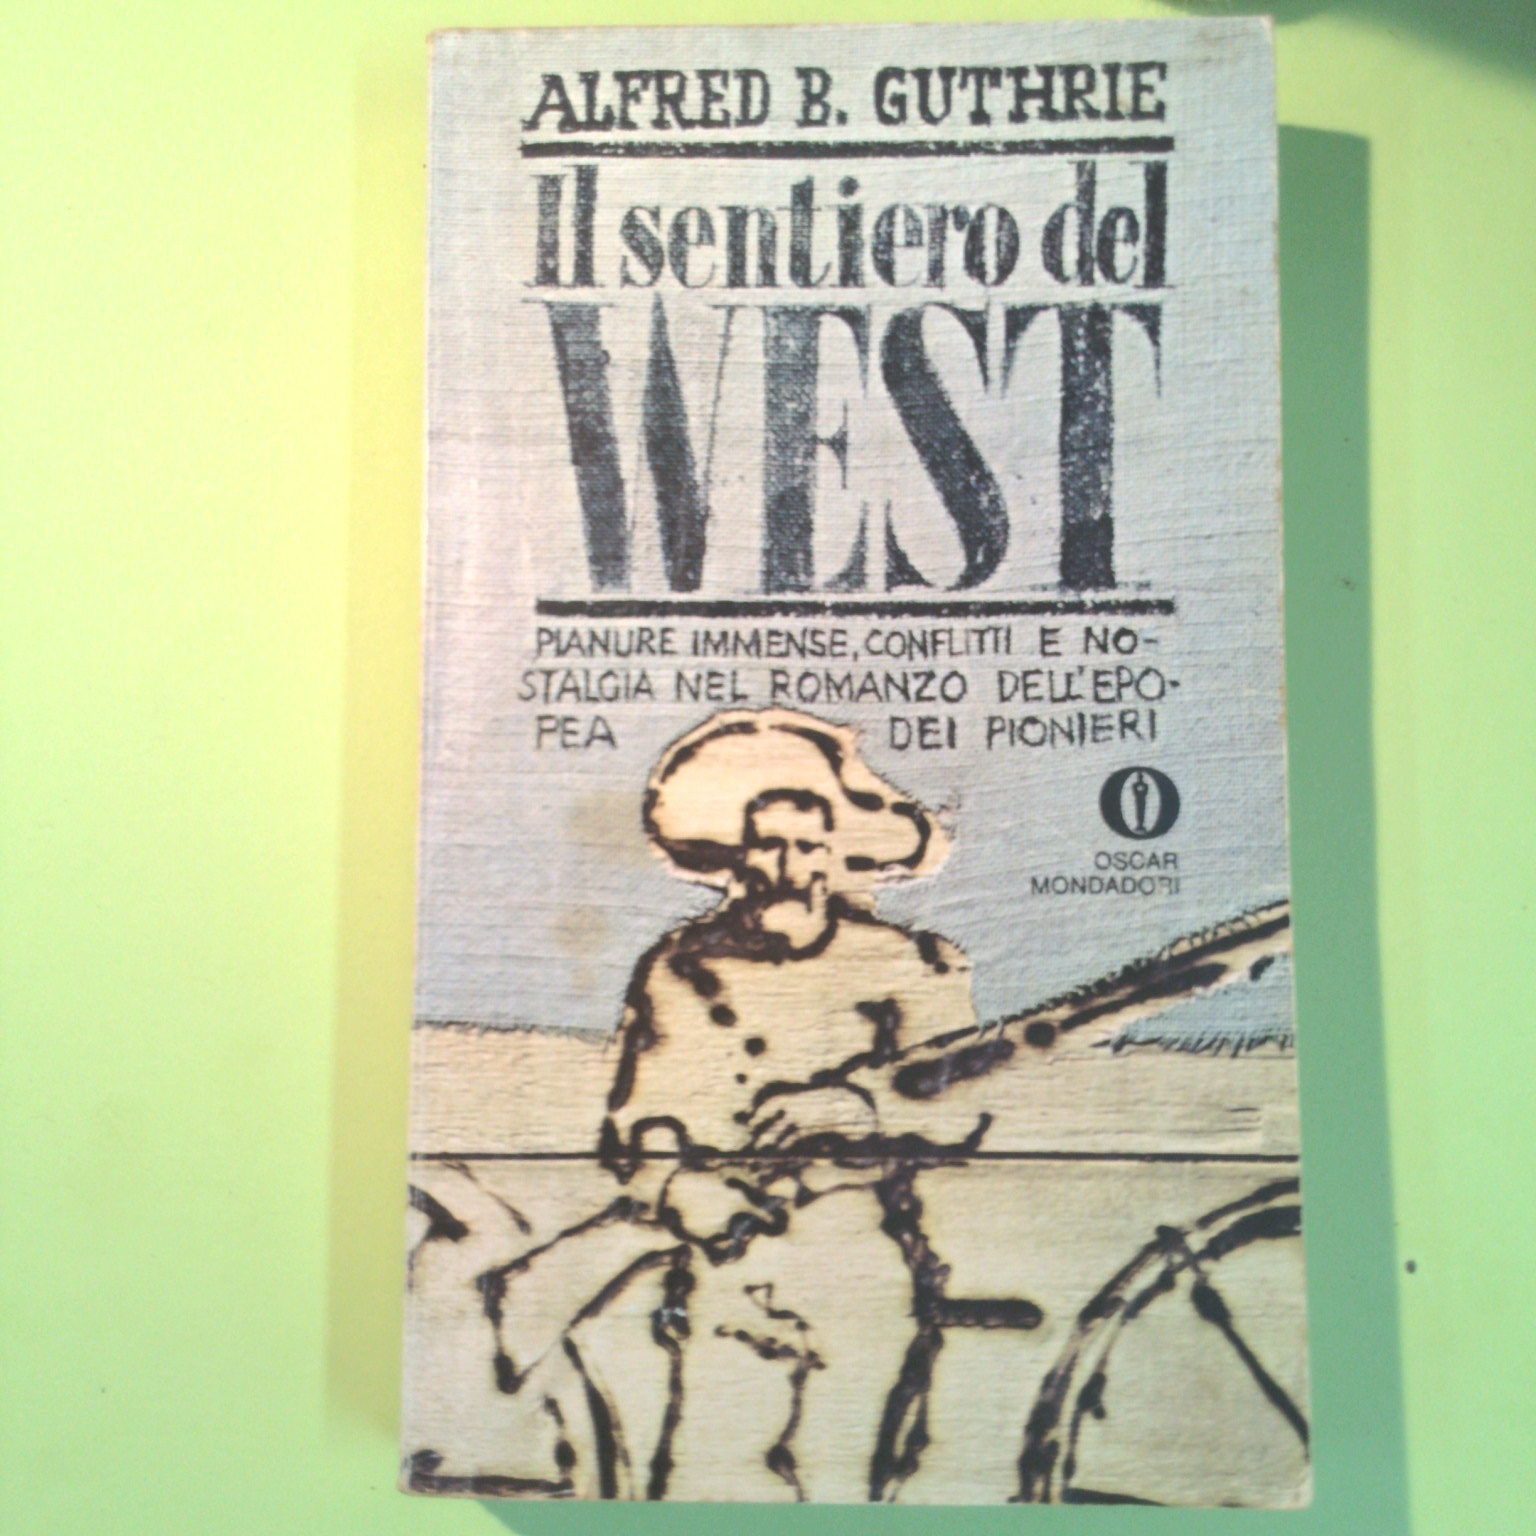 ALFRED B. GUTHRIE
Il sentiero del
WEST
PIANURE IMMENSE, CONFLITTI E NO-
STALGIA NEL ROMANZO DELL'EPO-
PEA DEI PIONIERI
OSCAR
MONDADORI